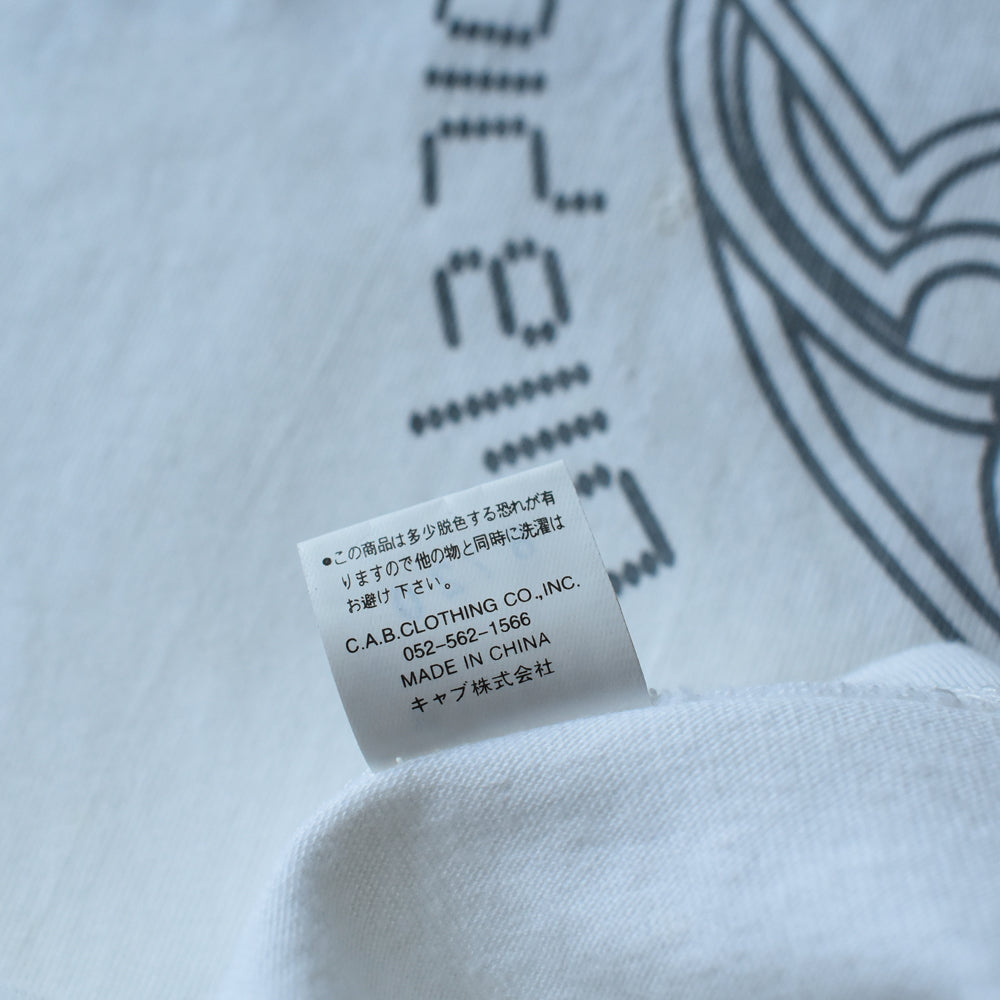 ●この商品は多少脱色する恐れが有
りますので他の物と同時に洗濯は
お避け下さい。
C.A.B.CLOTHING CO.,INC.
052-562-1566
MADE IN CHINA
キャブ株式会社